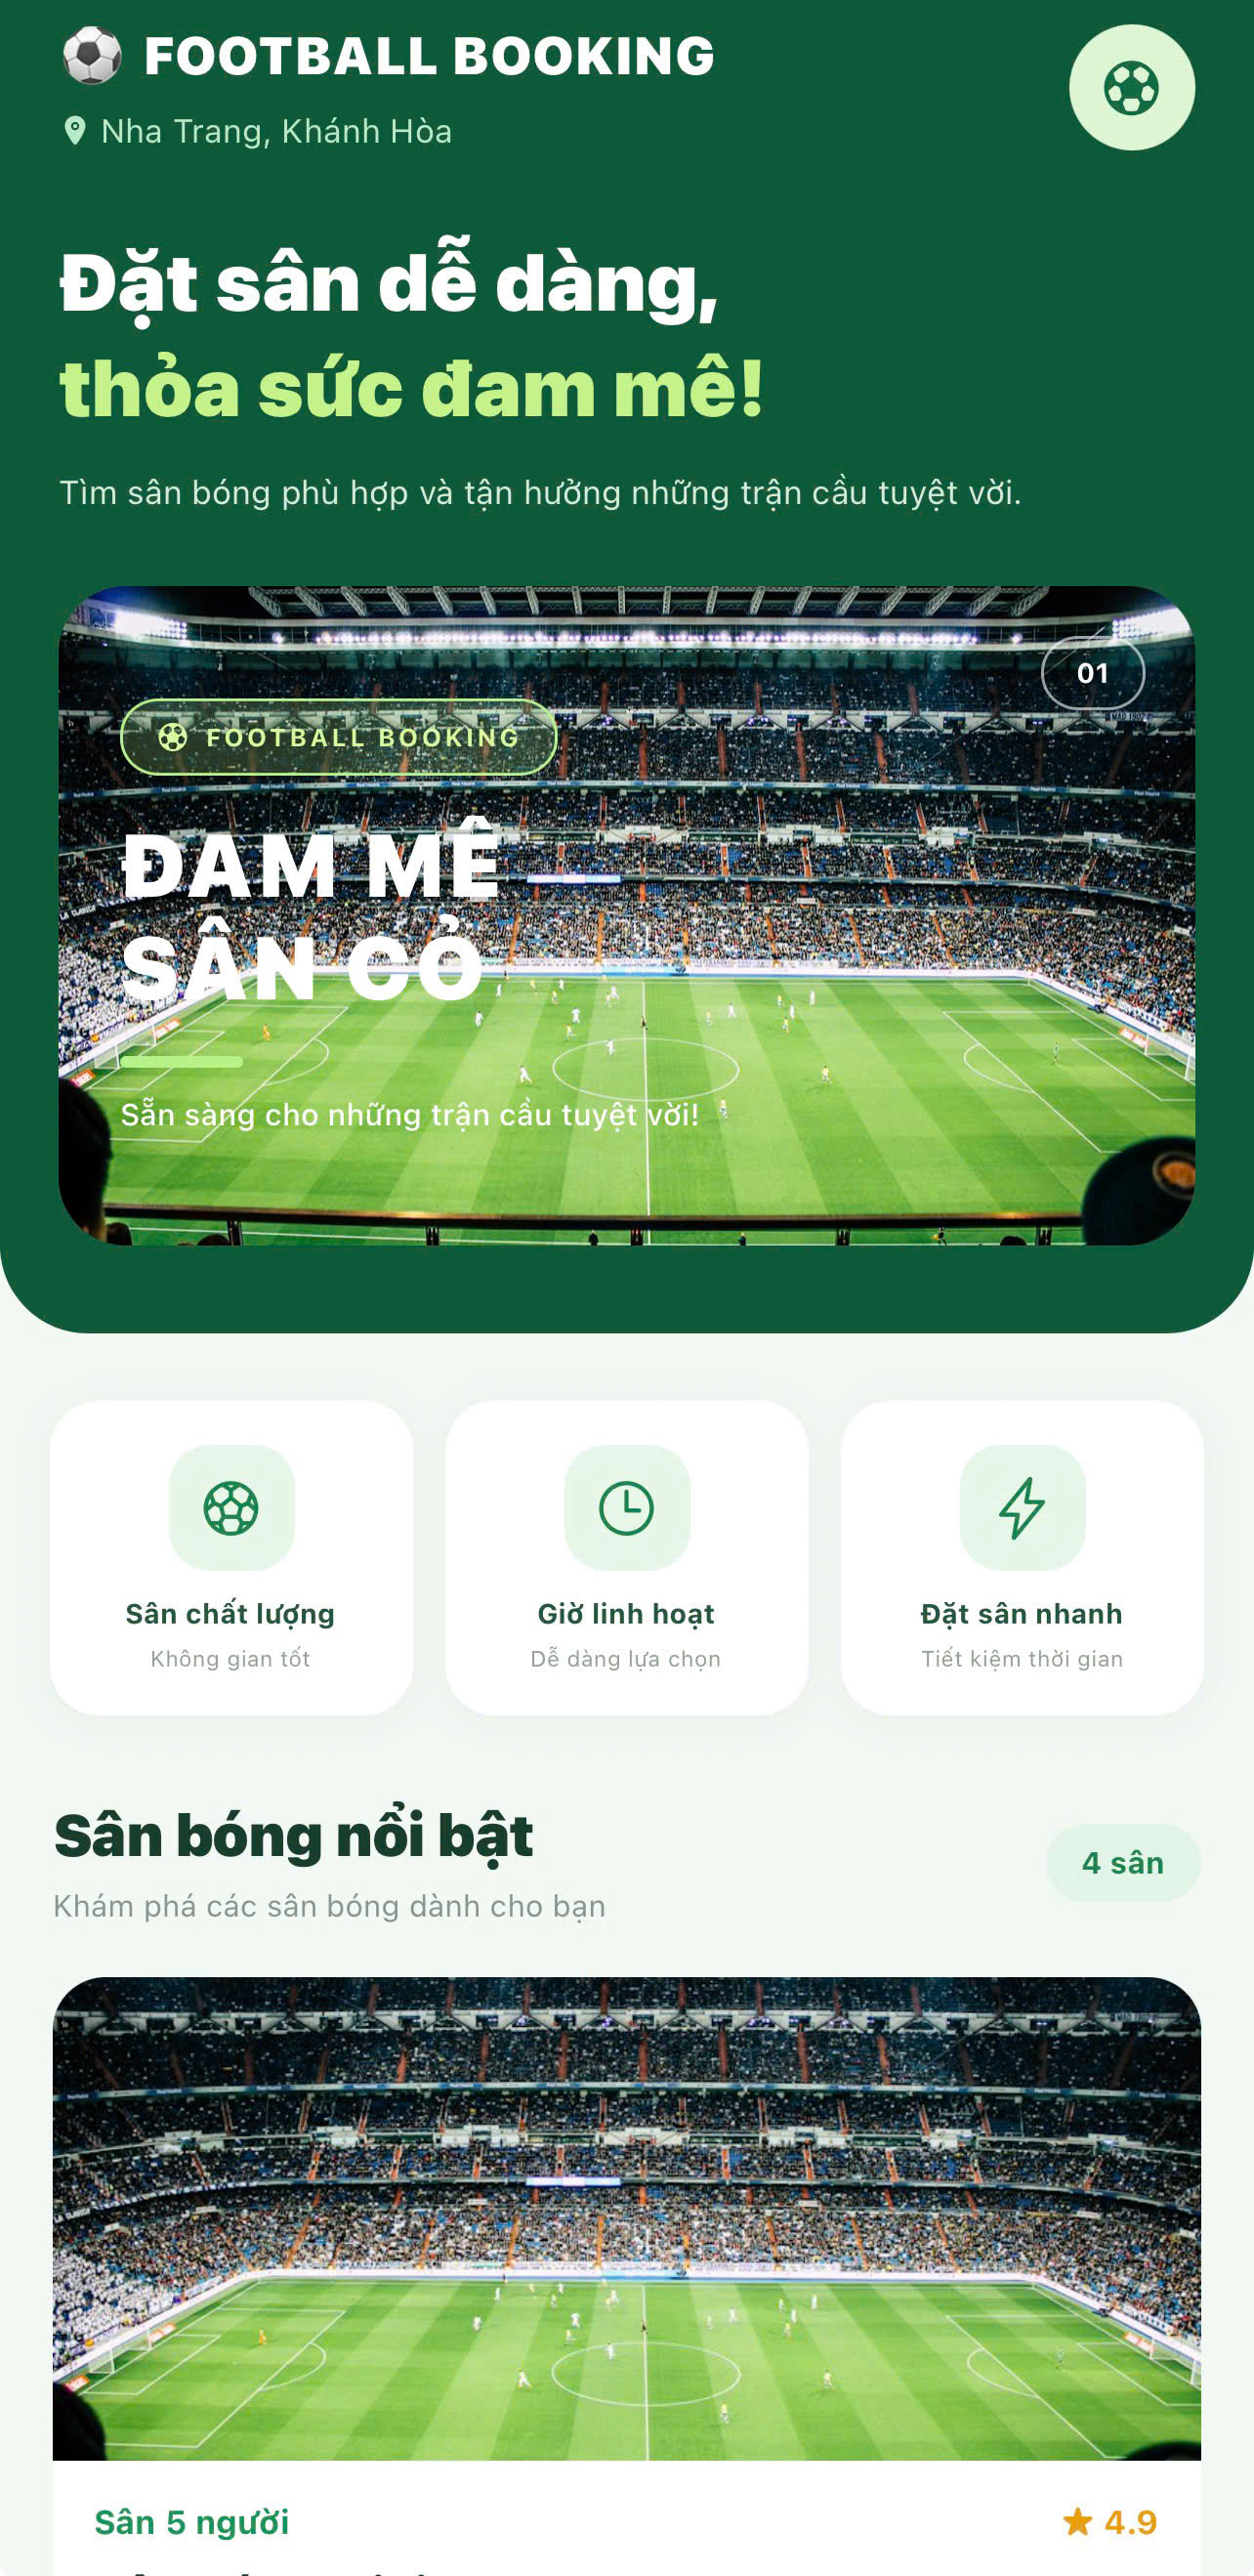 FOOTBALL BOOKING
Nha Trang, Khánh Hòa
Đặt sân dễ dàng,
thỏa sức đam mê!
Tìm sân bóng phù hợp và tận hưởng những trận cầu tuyệt vời.
01
FOOTBALL BOOKING
ĐAM MÊ
SÂN CỎ
Sẵn sàng cho những trận cầu tuyệt vời!
Sân chất lượng
Không gian tốt
Giờ linh hoạt
Dễ dàng lựa chọn
Đặt sân nhanh
Tiết kiệm thời gian
Sân bóng nổi bật
4 sân
Khám phá các sân bóng dành cho bạn
Sân 5 người
4.9